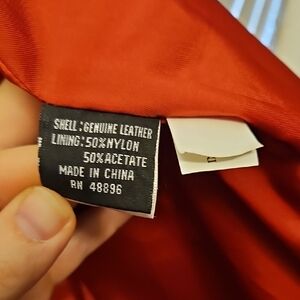 SHELL:GENUINE LEATHER
LINING:50%NYLON
50%ACETATE
MADE IN CHINA
RN 48896